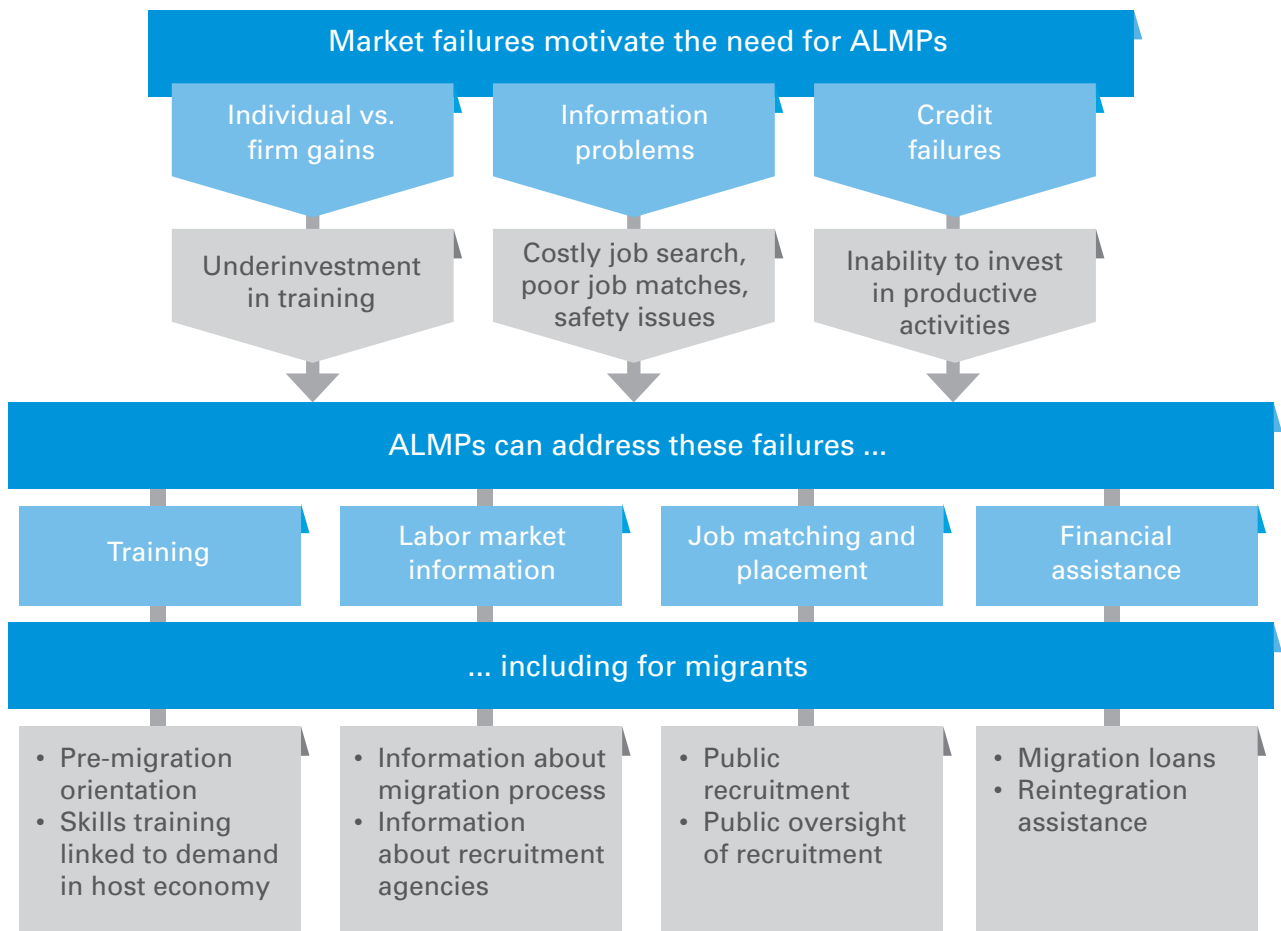 Market failures motivate the need for ALMPs
Individual vs.
firm gains
Information
problems
Credit
failures
Underinvestment
in training
Costly job search,
poor job matches,
safety issues
Inability to invest
in productive
activities
ALMPs can address these failures ...
Training
Labor market
information
Job matching and
placement
Financial
assistance
... including for migrants
• Pre-migration
orientation
• Skills training
linked to demand
in host economy
• Information about
migration process
• Information
about recruitment
agencies
• Public
recruitment
• Public oversight
of recruitment
• Migration loans
• Reintegration
assistance